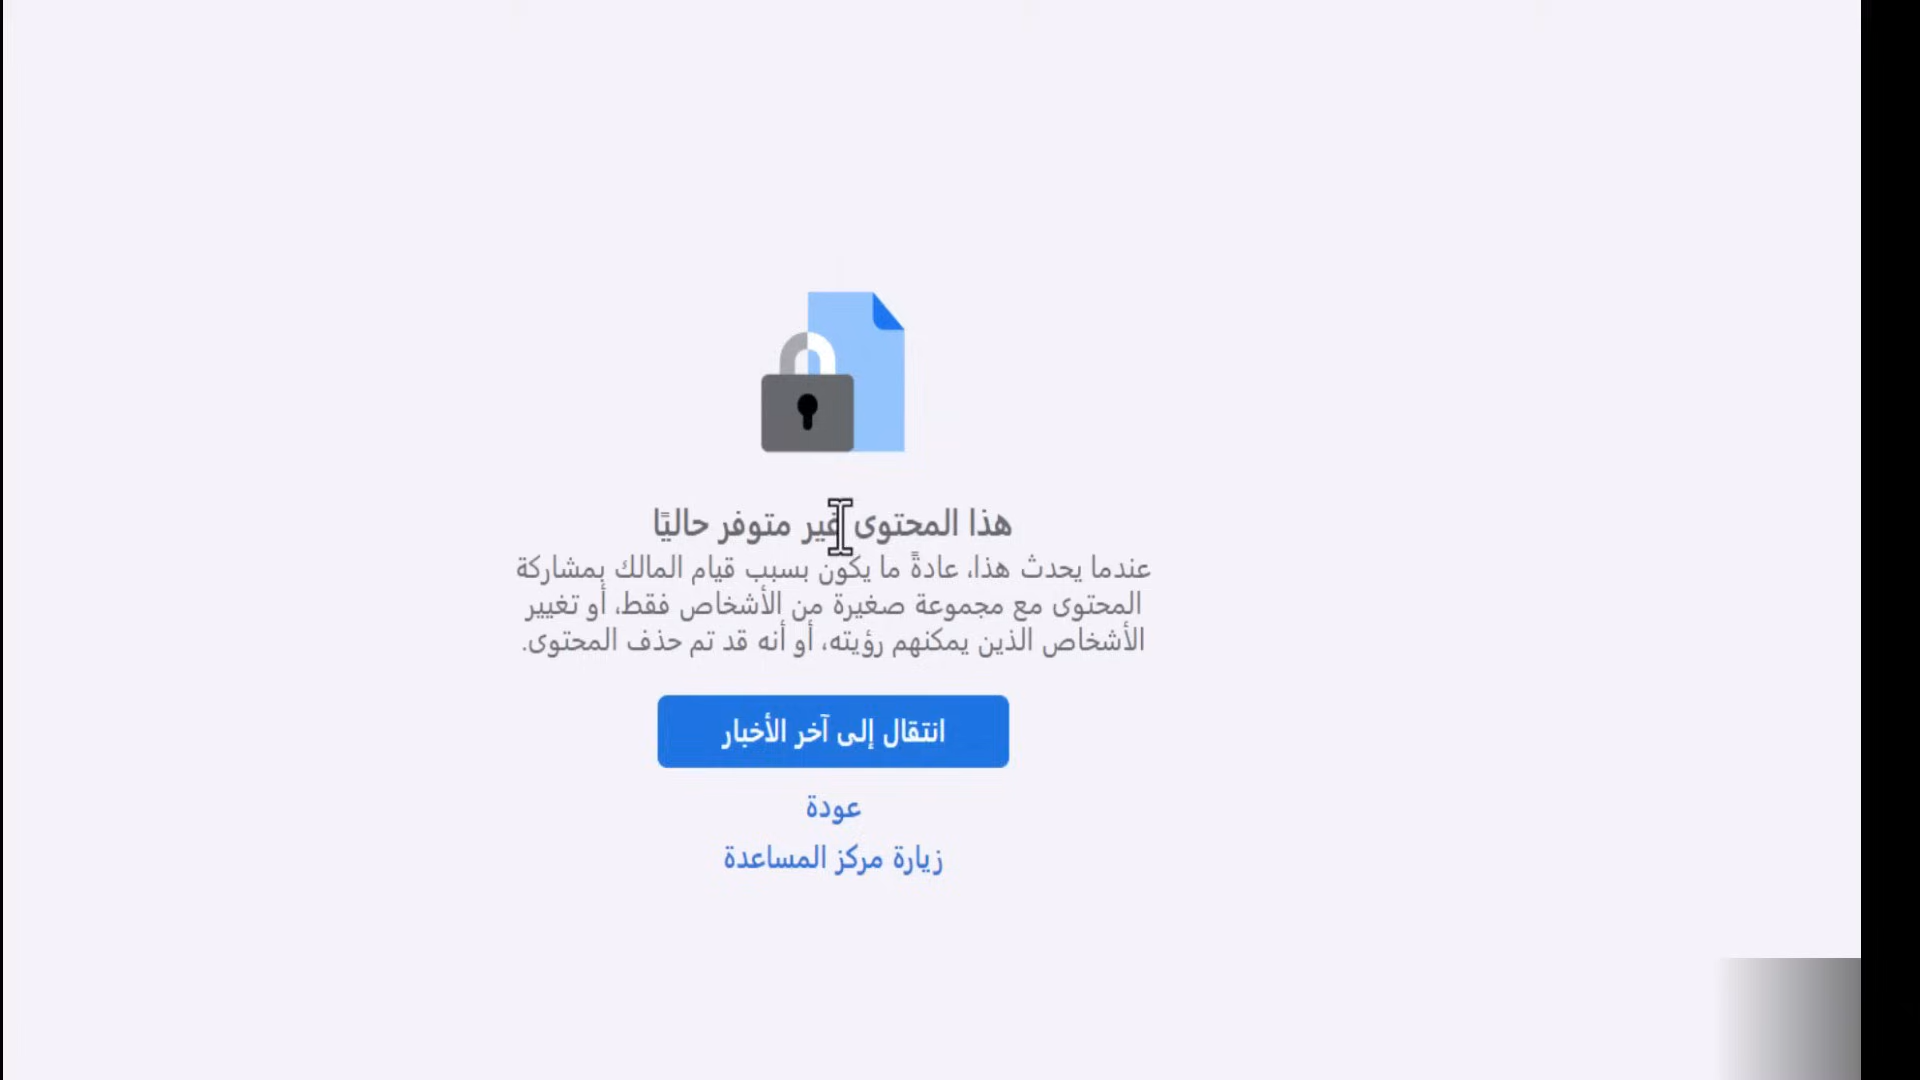 هذا المحتوى غير متوفر حاليًا
عندما يحدث هذا، عادةً ما يكون بسبب قيام المالك بمشاركة
المحتوى مع مجموعة صغيرة من الأشخاص فقط، أو تغيير
الأشخاص الذين يمكنهم رؤيته، أو أنه قد تم حذف المحتوى.
انتقال إلى آخر الأخبار
عودة
زيارة مركز المساعدة